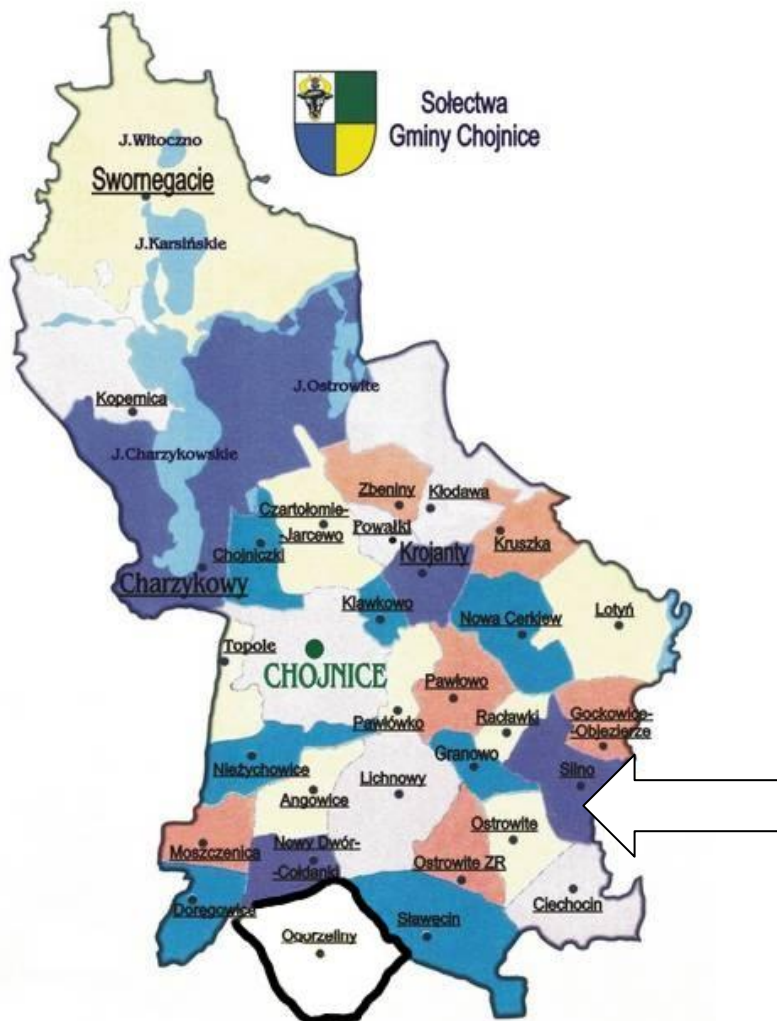 Sołectwa
Gminy Chojnice
J.Witoczno
Swornegacie
J.Karsińskie
J.Ostrowite
Kopernica
J.Charzykowskie
Zbeniny
Kłodawa
Czartołomie-
-Jarcewo
Powałki
Kruszka
Chojniczki
Krojanty
Charzykowy
Klawkowo
Nowa Cerkiew
Lotyń
Topole
CHOJNICE
Pawłowo
Pawłówko
Racławki
Gockowice-
-Objezierze
Nieżychowice
Granowo
Silno
Angowice
Lichnowy
Ostrowite
Moszczenica
Nowy Dwór-
-Cołdanki
Ostrowite ZR
Ciechocin
Doręgowice
Sławęcin
Ogorzeliny